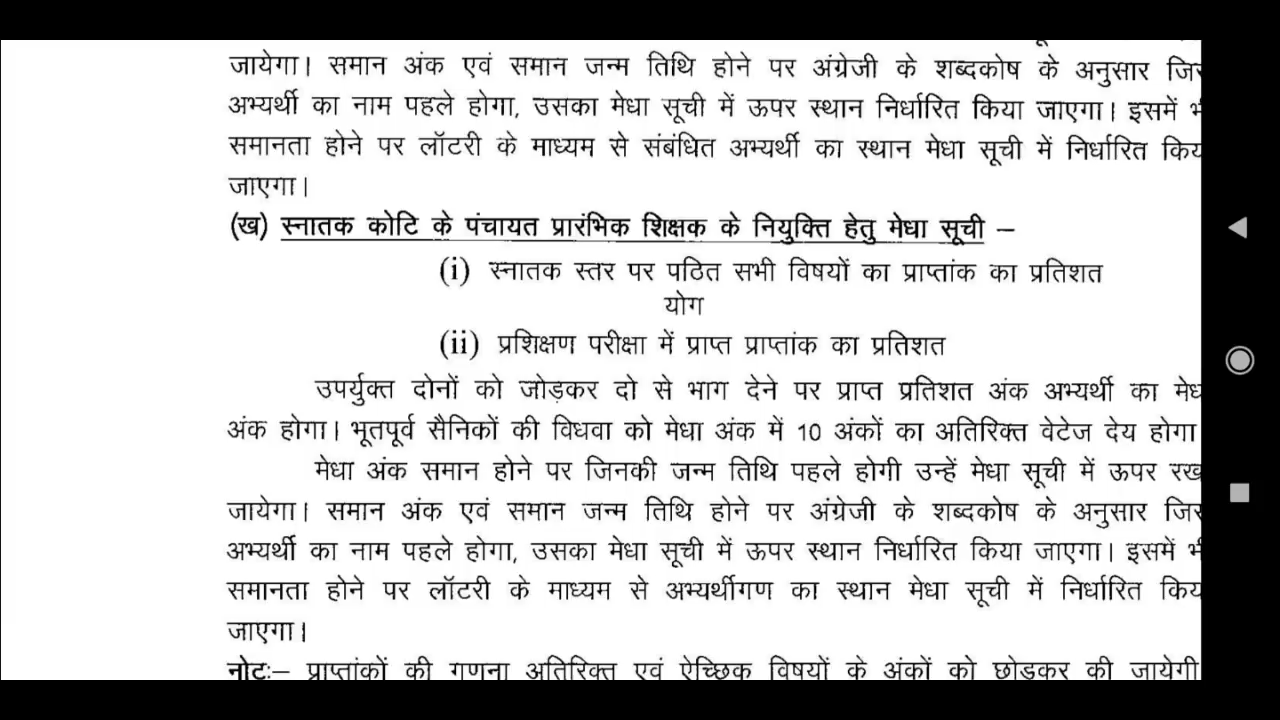 जायेगा। समान अंक एवं समान जन्म तिथि होने पर अंग्रेजी के शब्दकोष के अनुसार
अभ्यर्थी का नाम पहले होगा, उसका मेधा सूची में ऊपर स्थान निर्धारित किया जाएगा। इसमें
समानता होने पर लॉटरी के माध्यम से संबंधित अभ्यर्थी का स्थान मेधा सूची में निर्धारित
जाएगा।
(ख) स्नातक कोटि के पंचायत प्रारंभिक शिक्षक के नियुक्ति हेतु मेधा सूची –
(i) स्नातक स्तर पर पठित सभी विषयों का प्राप्तांक का प्रतिशत
योग
(ii) प्रशिक्षण परीक्षा में प्राप्त प्राप्तांक का प्रतिशत
उपर्युक्त दोनों को जोड़कर दो से भाग देने पर प्राप्त प्रतिशत अंक अभ्यर्थी का
अंक होगा। भूतपूर्व सैनिकों की विधवा को मेधा अंक में 10 अंकों का अतिरिक्त वेटेज देय होगा
मेधा अंक समान होने पर जिनकी जन्म तिथि पहले होगी उन्हें मेधा सूची में ऊपर
जायेगा। समान अंक एवं समान जन्म तिथि होने पर अंग्रेजी के शब्दकोष के अनुसार
अभ्यर्थी का नाम पहले होगा, उसका मेधा सूची में ऊपर स्थान निर्धारित किया जाएगा। इसमें
समानता होने पर लॉटरी के माध्यम से अभ्यर्थीगण का स्थान मेधा सूची में निर्धारित
जाएगा।
नोटः– प्राप्तांकों की गणना अतिरिक्त एवं ऐच्छिक विषयों के अंकों को छोड़कर की जायेगी